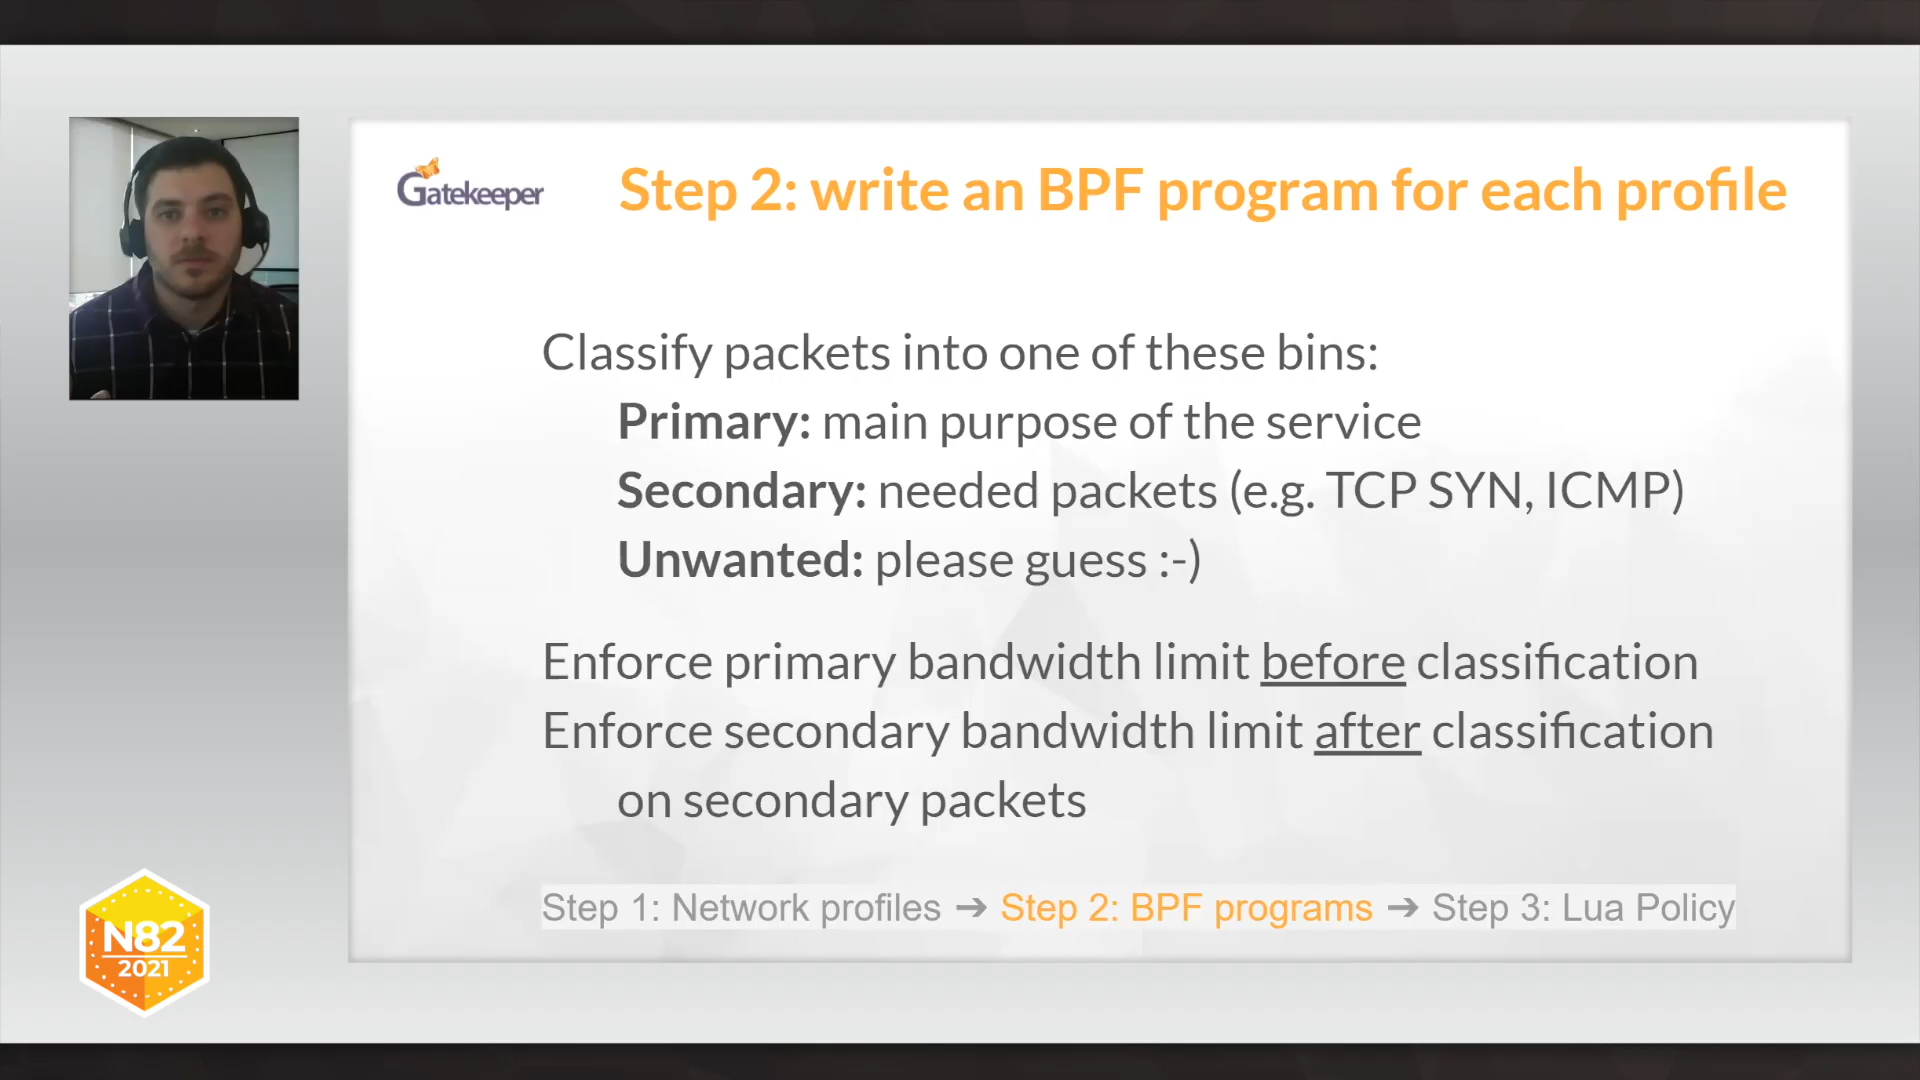 Gatekeeper
Step 2: write an BPF program for each profile
Classify packets into one of these bins:
Primary: main purpose of the service
Secondary: needed packets (e.g. TCP SYN, ICMP)
Unwanted: please guess :-)
Enforce primary bandwidth limit before classification
Enforce secondary bandwidth limit after classification
on secondary packets
Step 1: Network profiles ➔ Step 2: BPF programs ➔ Step 3: Lua Policy
N82
2021